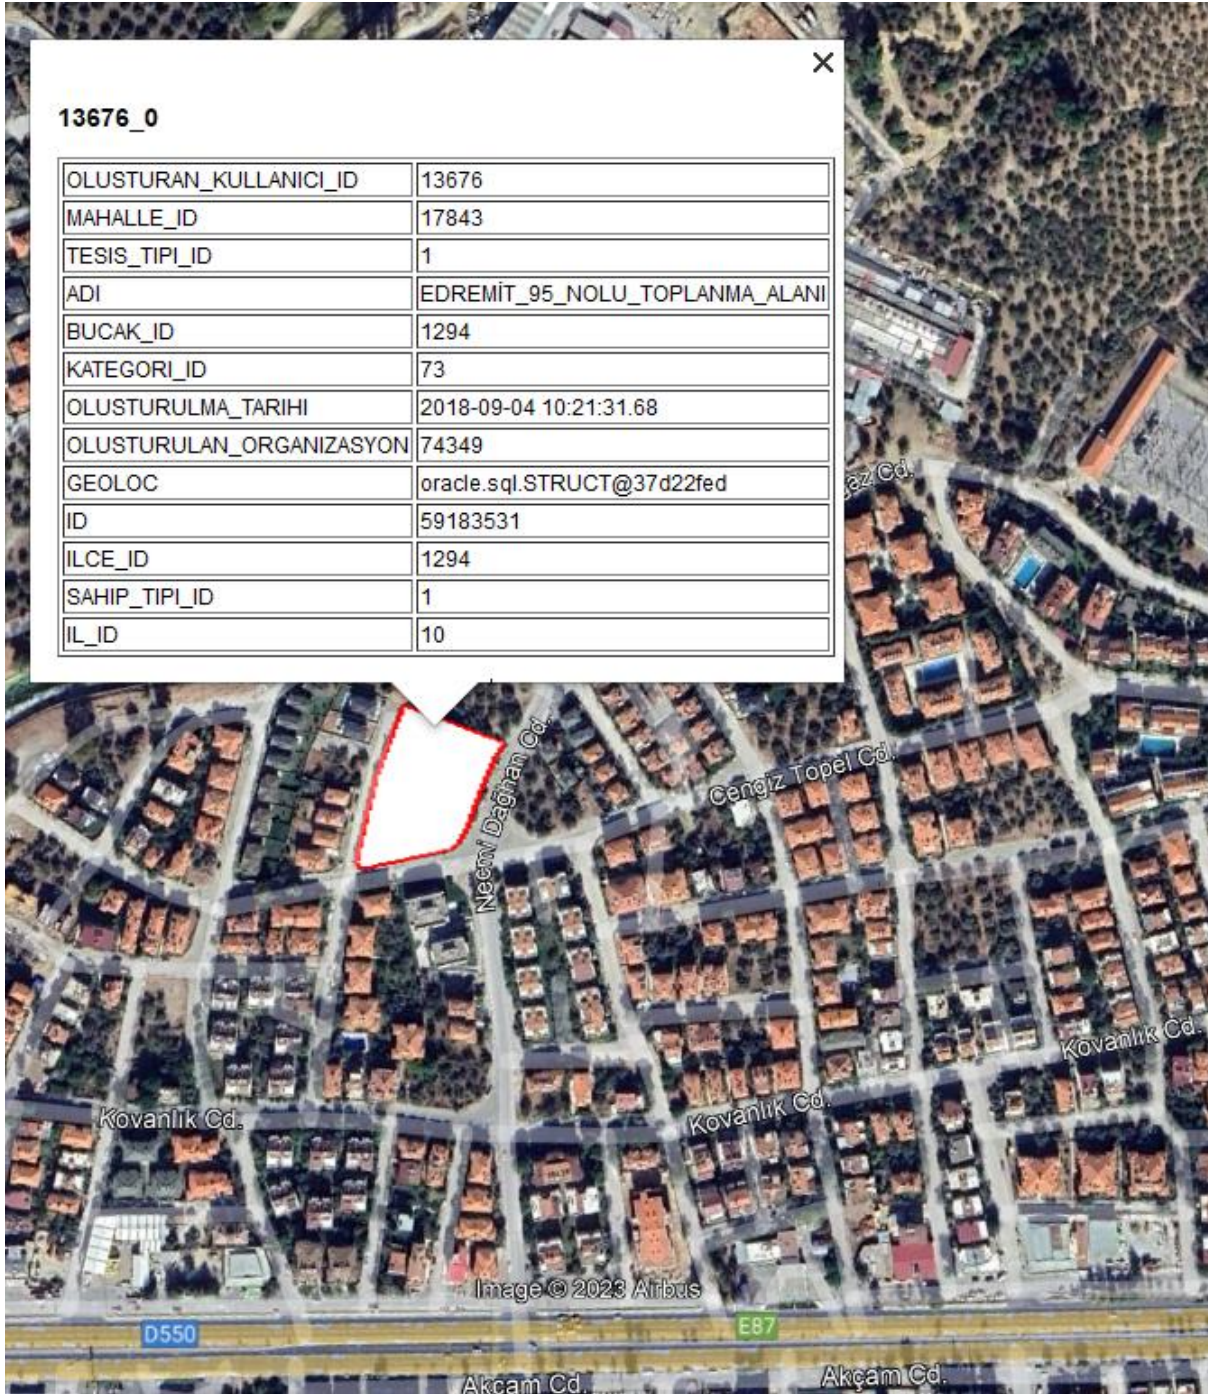 13676_0
OLUSTURAN_KULLANICI_ID 13676
MAHALLE_ID 17843
TESIS_TIPI_ID 1
ADI EDREMİT_95_NOLU_TOPLANMA_ALANI
BUCAK_ID 1294
KATEGORI_ID 73
OLUSTURULMA_TARIHI 2018-09-04 10:21:31.68
OLUSTURULAN_ORGANIZASYON 74349
GEOLOC oracle.sql.STRUCT@37d22fed
ID 59183531
ILCE_ID 1294
SAHIP_TIPI_ID 1
IL_ID 10
Cd.
Necmi Dağhan Cd.
Cengiz Topel Cd.
Kovanlık Cd.
Kovanlık Cd.
Kovanlık Cd.
Image © 2023 Airbus
D550
E87
Akçam Cd.
Akçam Cd.